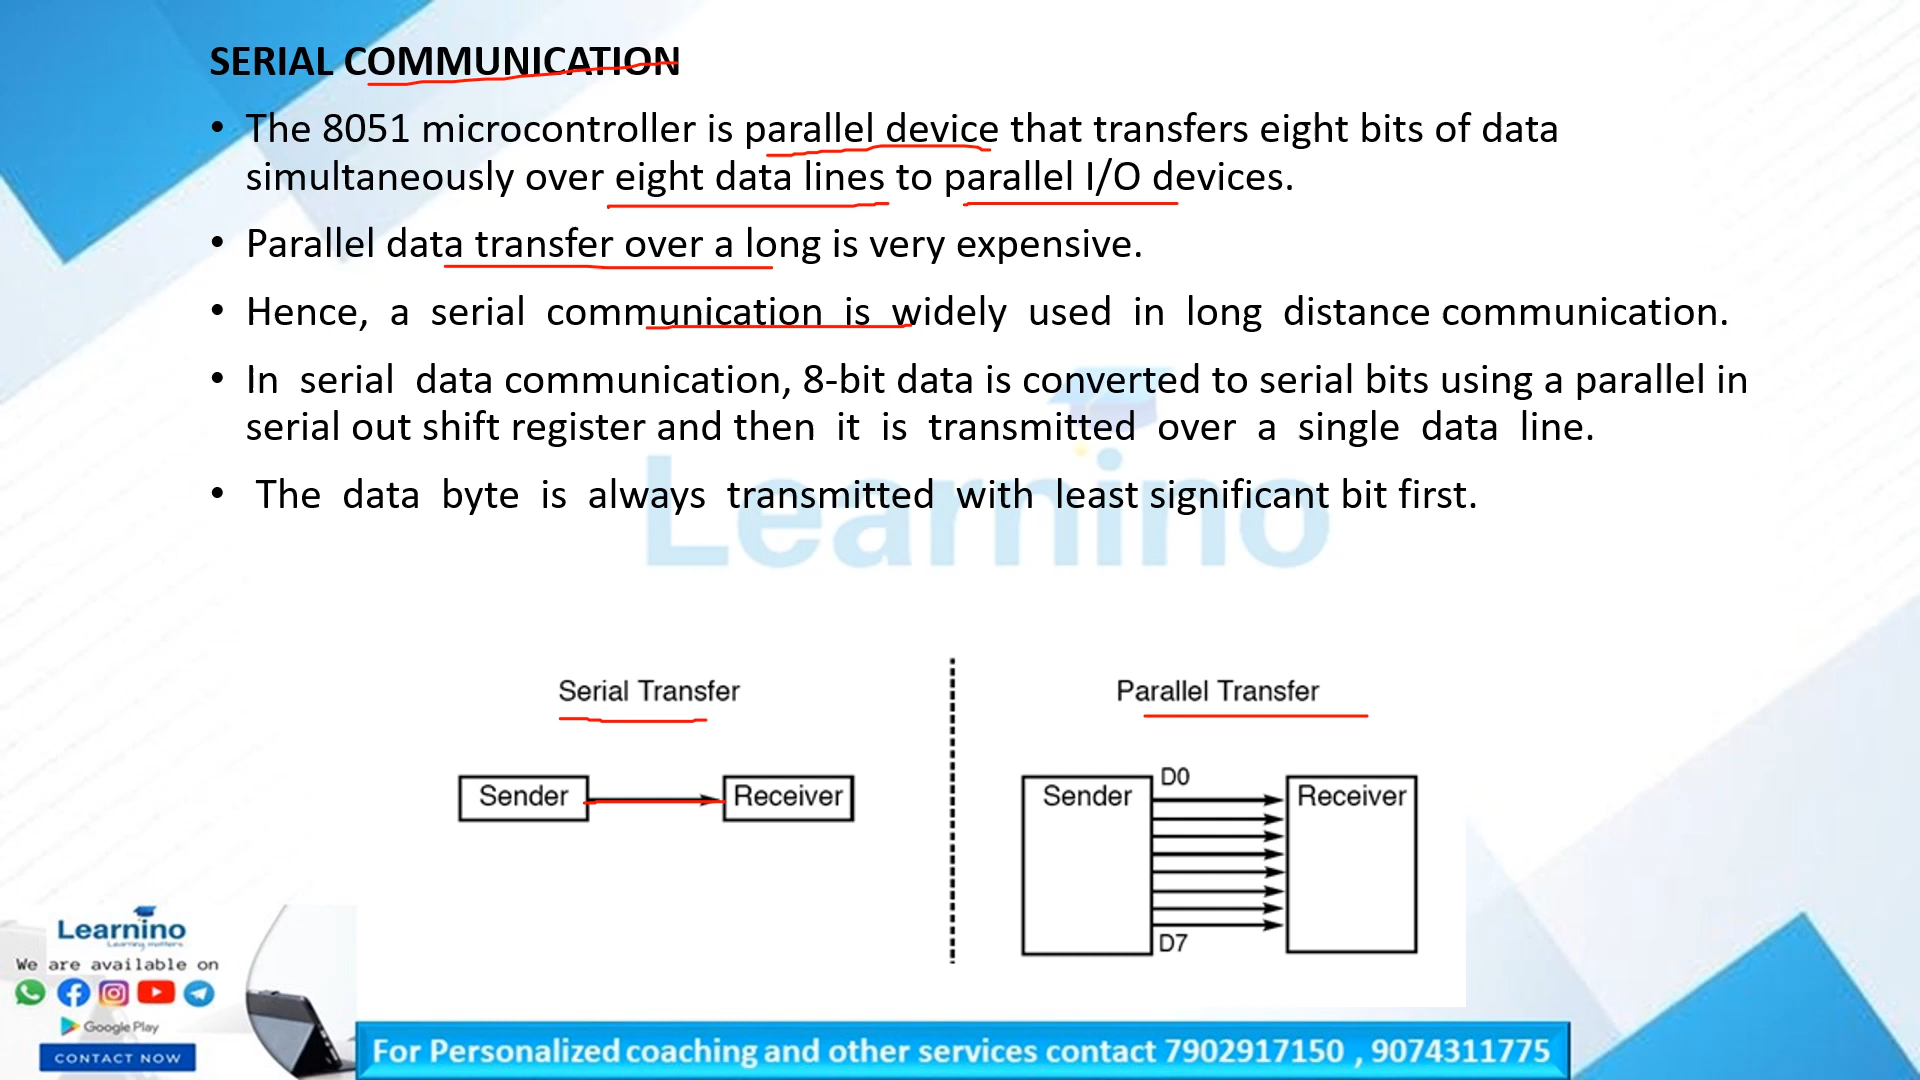 SERIAL COMMUNICATION
• The 8051 microcontroller is parallel device that transfers eight bits of data
simultaneously over eight data lines to parallel I/O devices.
• Parallel data transfer over a long is very expensive.
• Hence, a serial communication is widely used in long distance communication.
• In serial data communication, 8-bit data is converted to serial bits using a parallel in
serial out shift register and then it is transmitted over a single data line.
• The data byte is always transmitted with least significant bit first.
Learnino
Serial Transfer
Sender
Receiver
Parallel Transfer
D0
Sender
Receiver
D7
Learnino
Learning matters
We are available on
Google Play
CONTACT NOW
For Personalized coaching and other services contact 7902917150 , 9074311775